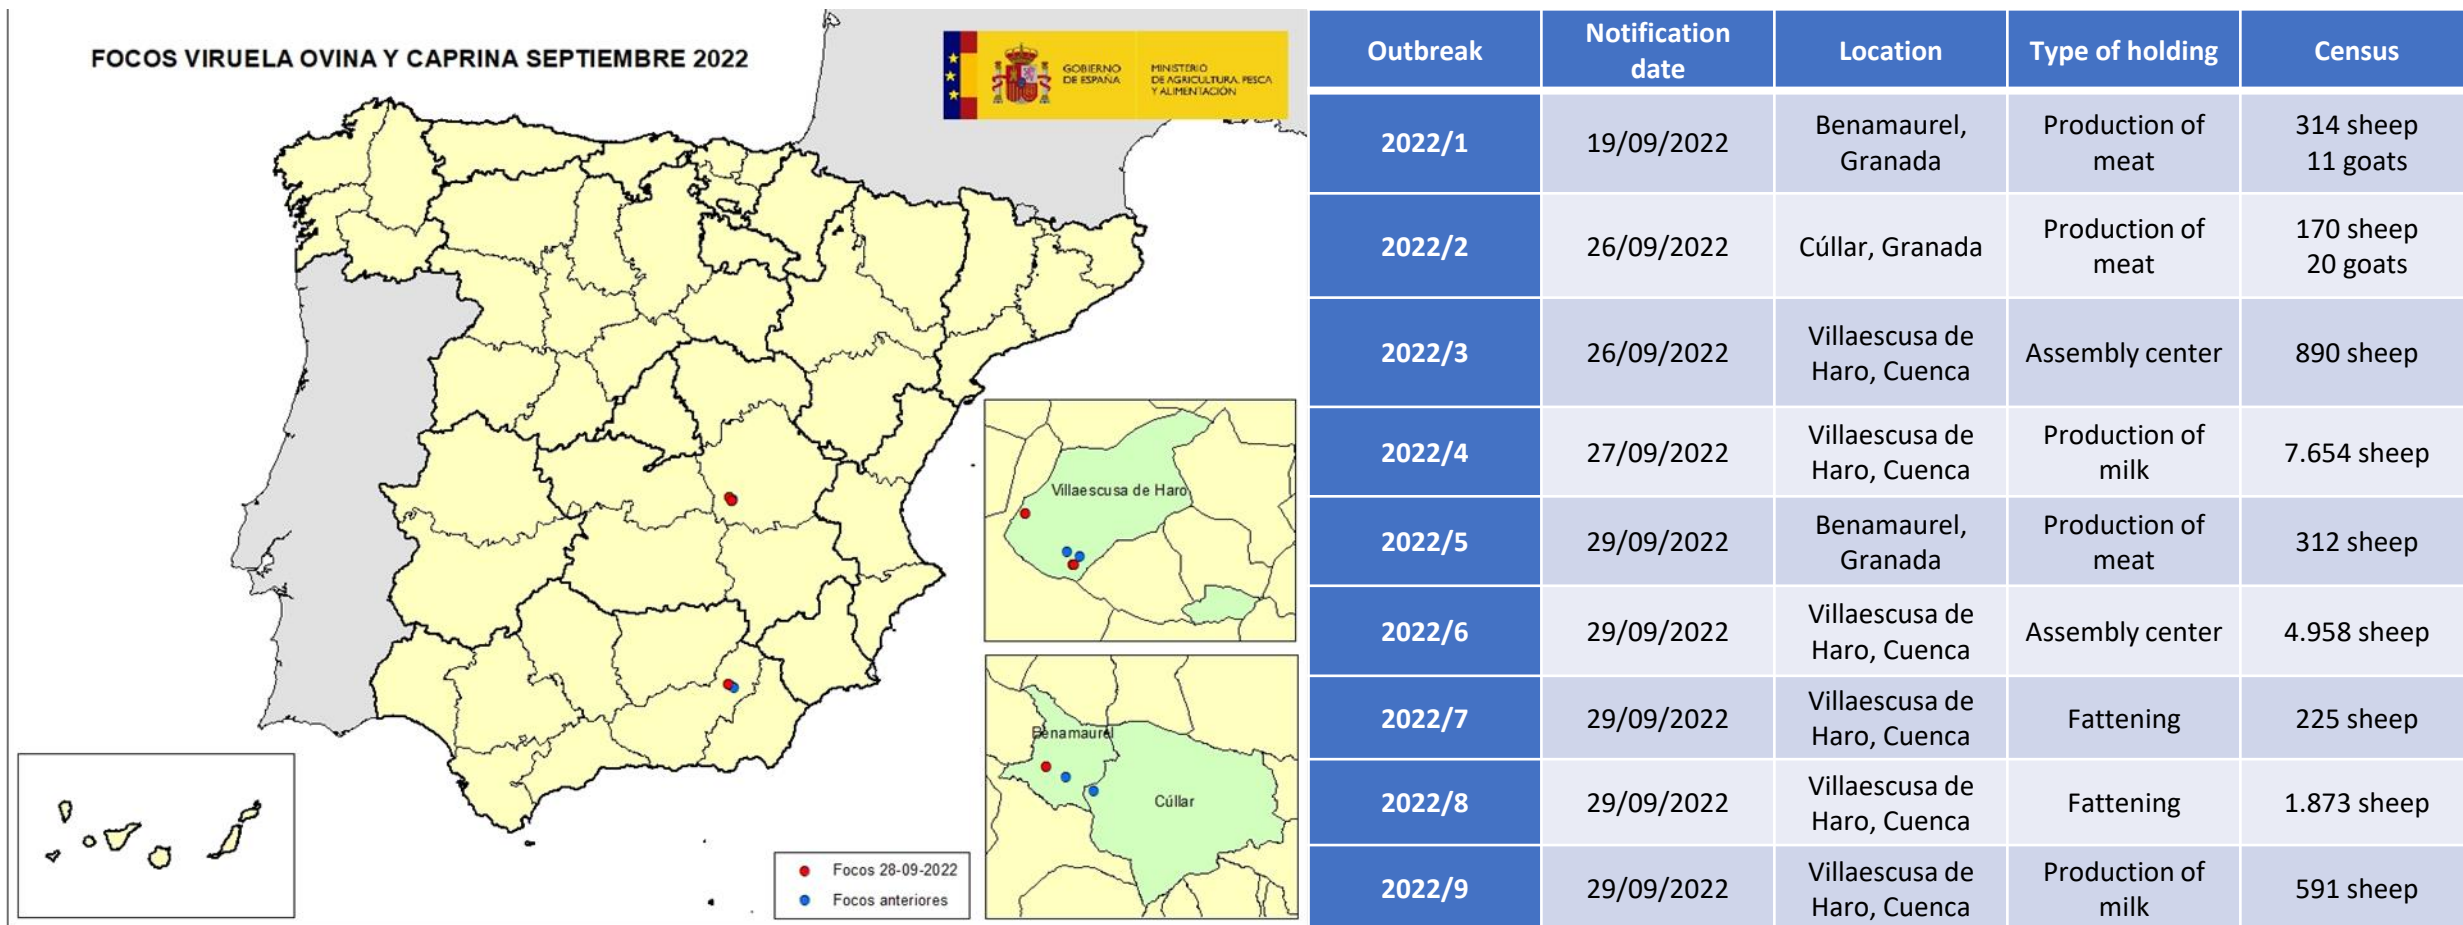 FOCOS VIRUELA OVINA Y CAPRINA SEPTIEMBRE 2022
GOBIERNO
DE ESPAÑA
MINISTERIO
DE AGRICULTURA, PESCA
Y ALIMENTACIÓN
Villaescusa de Haro
Benamaurel
Cúllar
Focos 28-09-2022
Focos anteriores
Outbreak
Notification
date
Location
Type of holding
Census
2022/1
19/09/2022
Benamaurel,
Granada
Production of
meat
314 sheep
11 goats
2022/2
26/09/2022
Cúllar, Granada
Production of
meat
170 sheep
20 goats
2022/3
26/09/2022
Villaescusa de
Haro, Cuenca
Assembly center
890 sheep
2022/4
27/09/2022
Villaescusa de
Haro, Cuenca
Production of
milk
7.654 sheep
2022/5
29/09/2022
Benamaurel,
Granada
Production of
meat
312 sheep
2022/6
29/09/2022
Villaescusa de
Haro, Cuenca
Assembly center
4.958 sheep
2022/7
29/09/2022
Villaescusa de
Haro, Cuenca
Fattening
225 sheep
2022/8
29/09/2022
Villaescusa de
Haro, Cuenca
Fattening
1.873 sheep
2022/9
29/09/2022
Villaescusa de
Haro, Cuenca
Production of
milk
591 sheep